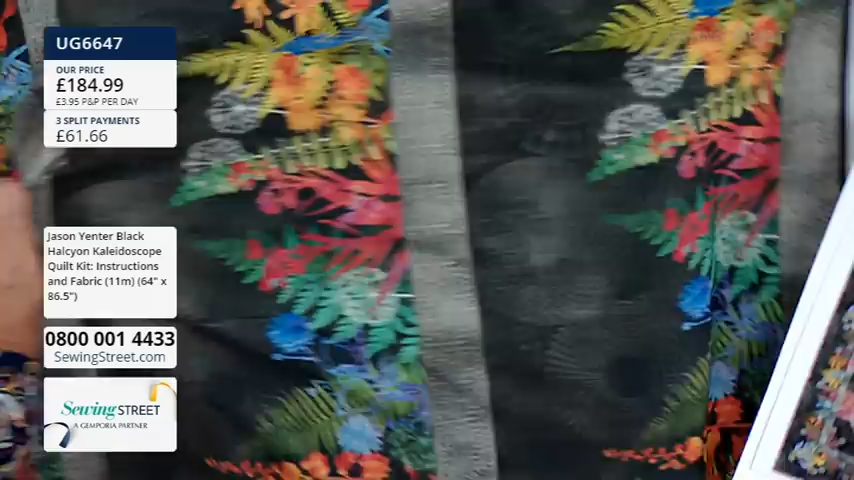 UG6647
OUR PRICE
£184.99
£3.95 P&P PER DAY
3 SPLIT PAYMENTS
£61.66
Jason Yenter Black
Halcyon Kaleidoscope
Quilt Kit: Instructions
and Fabric (11m) (64" x
86.5")
0800 001 4433
SewingStreet.com
Sewing STREET
A GEMPORIA PARTNER